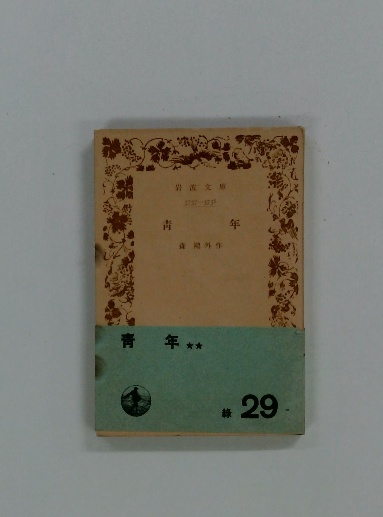 岩波文庫
青年
森鷗外作
青年★★
緑 29